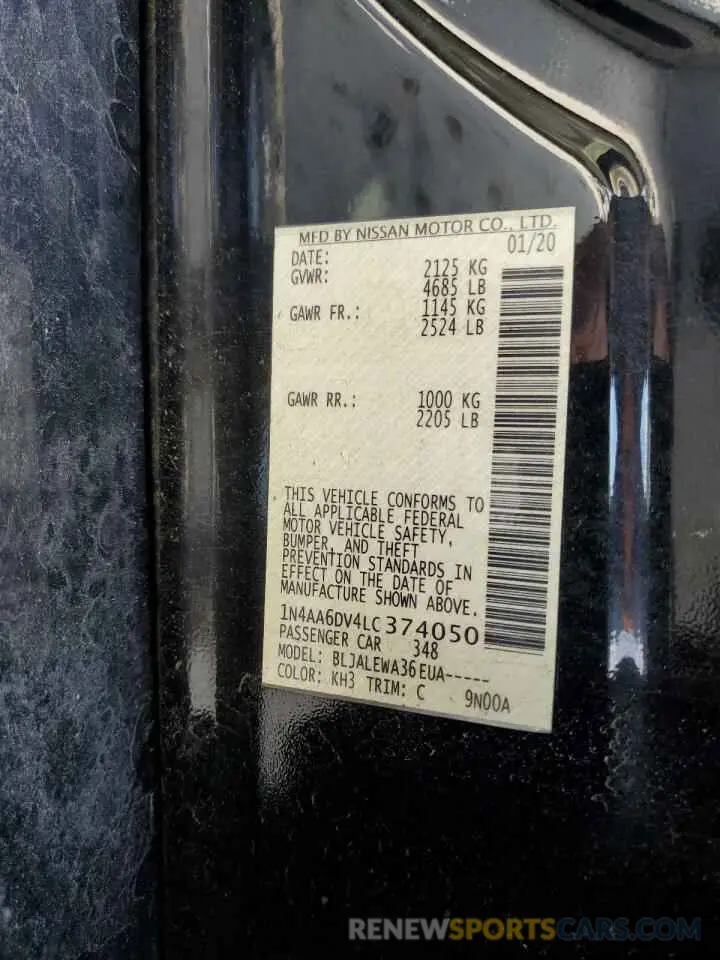 MFD BY NISSAN MOTOR CO., LTD.
DATE: 01/20
GVWR: 2125 KG
4685 LB
GAWR FR.: 1145 KG
2524 LB
GAWR RR.: 1000 KG
2205 LB
THIS VEHICLE CONFORMS TO
ALL APPLICABLE FEDERAL
MOTOR VEHICLE SAFETY,
BUMPER, AND THEFT
PREVENTION STANDARDS IN
EFFECT ON THE DATE OF
MANUFACTURE SHOWN ABOVE.
1N4AA6DV4LC374050
PASSENGER CAR 348
MODEL: BLJALEWA36EUA-----
COLOR: KH3 TRIM: C 9N00A
RENEWSPORTSCARS.COM